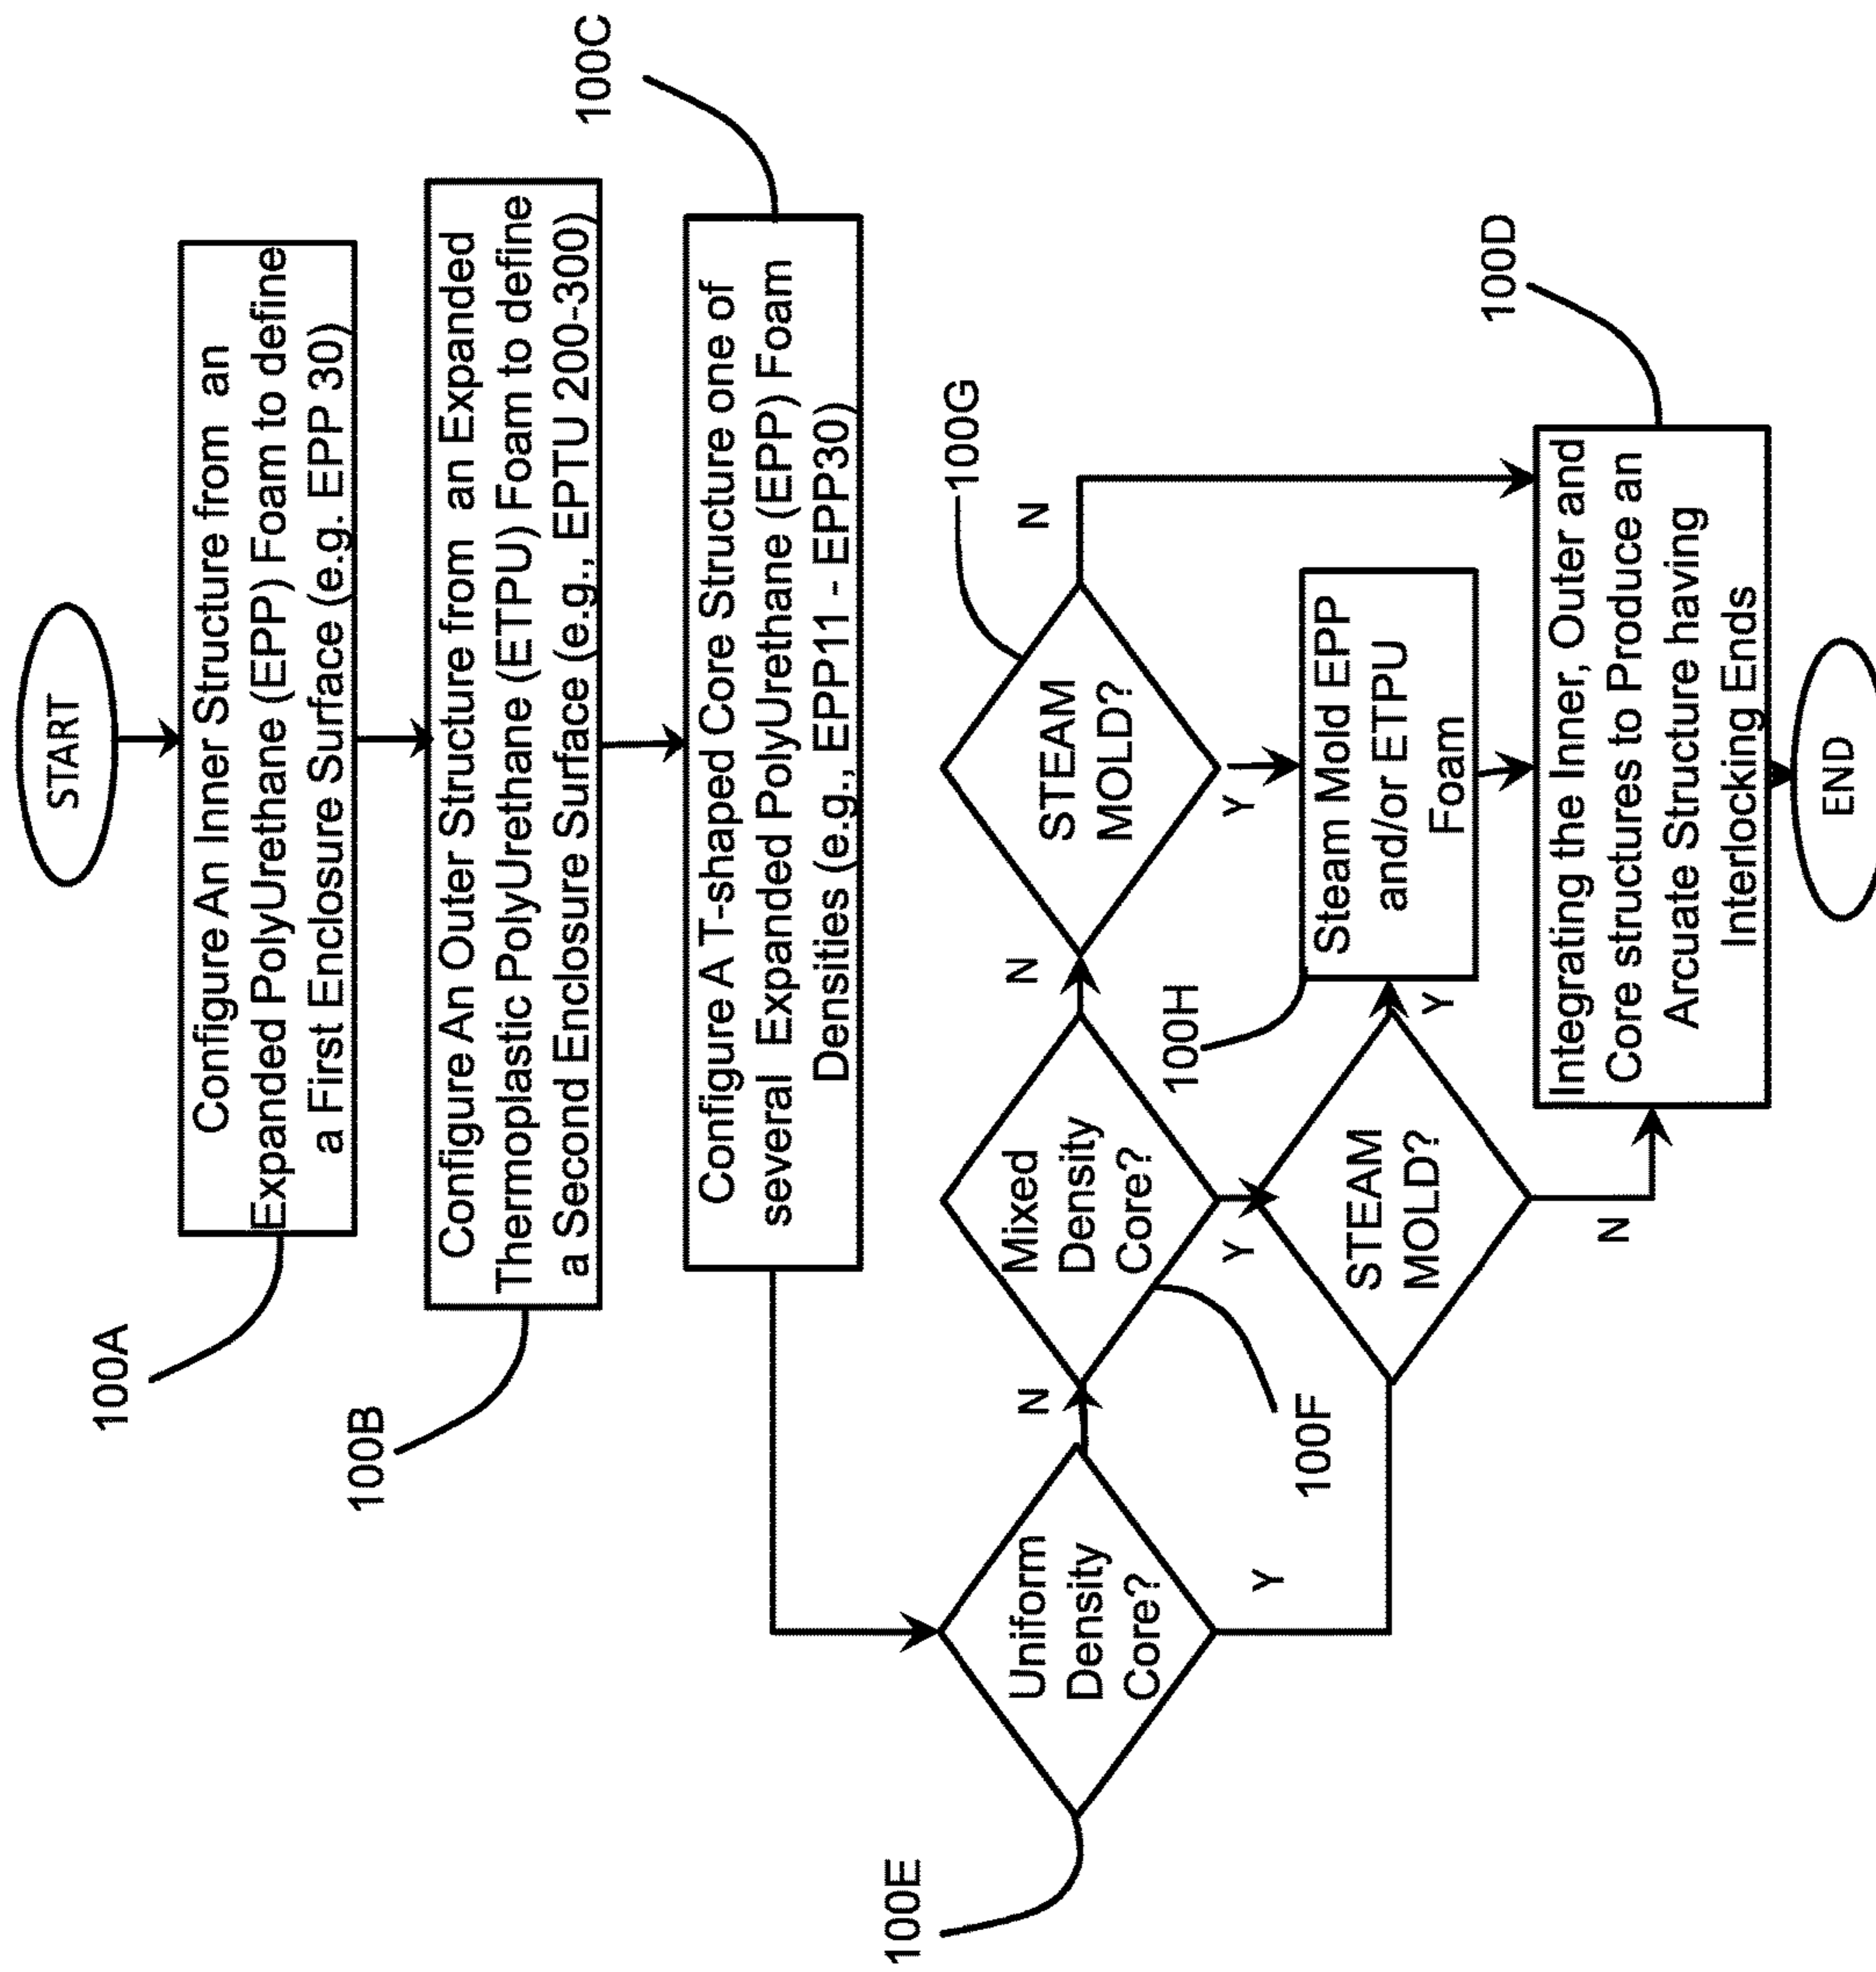 START
100A
Configure An Inner Structure from an
Expanded PolyUrethane (EPP) Foam to define
a First Enclosure Surface (e.g. EPP 30)
100B
Configure An Outer Structure from an Expanded
Thermoplastic PolyUrethane (ETPU) Foam to define
a Second Enclosure Surface (e.g., EPTU 200-300)
100C
Configure A T-shaped Core Structure one of
several Expanded PolyUrethane (EPP) Foam
Densities (e.g., EPP11 - EPP30)
100E
Uniform
Density
Core?
N
Y
Mixed
Density
Core?
100F
N
Y
STEAM
MOLD?
100G
N
Y
STEAM
MOLD?
Y
N
100H
Steam Mold EPP
and/or ETPU
Foam
100D
Integrating the Inner, Outer and
Core structures to Produce an
Arcuate Structure having
Interlocking Ends
END